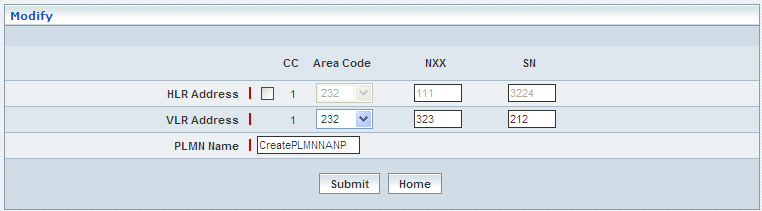 Modify
CC Area Code NXX SN
HLR Address 1 232 111 3224
VLR Address 1 232 323 212
PLMN Name CreatePLMNNANP
Submit Home